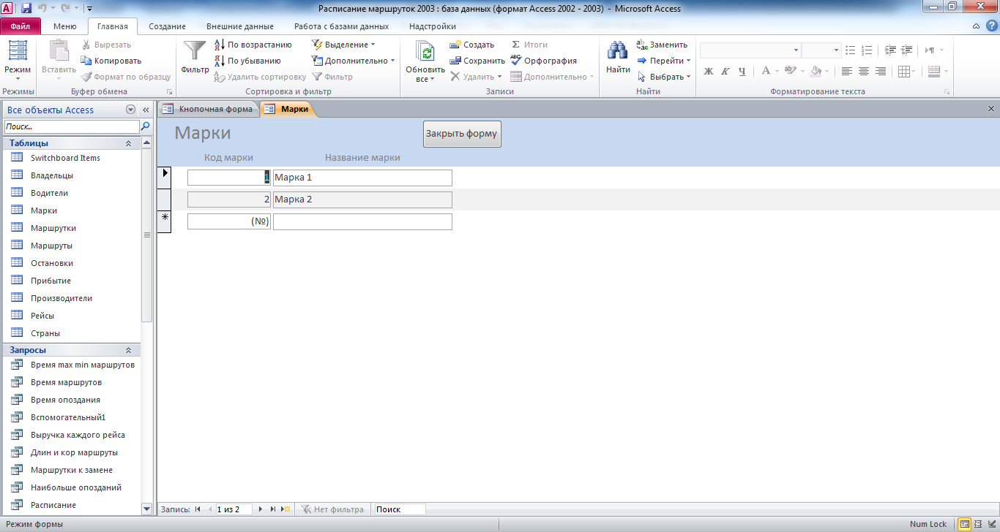 Расписание маршруток 2003 : база данных (формат Access 2002 - 2003) - Microsoft Access
Файл Меню Главная Создание Внешние данные Работа с базами данных Надстройки
Режим
Режимы
Вставить
Вырезать
Копировать
Формат по образцу
Буфер обмена
Фильтр
По возрастанию
По убыванию
Удалить сортировку
Выделение
Дополнительно
Фильтр
Сортировка и фильтр
Обновить
все
Создать
Сохранить
Удалить
Итоги
Орфография
Дополнительно
Записи
Найти
Заменить
Перейти
Выбрать
Найти
Ж К Ч A
Форматирование текста
Все объекты Access
Поиск...
Таблицы
Switchboard Items
Владельцы
Водители
Марки
Маршрутки
Маршруты
Остановки
Прибытие
Производители
Рейсы
Страны
Запросы
Время max min маршрутов
Время маршрутов
Время опоздания
Вспомогательный1
Выручка каждого рейса
Длин и кор маршруты
Маршрутки к замене
Наибольше опозданий
Расписание
Кнопочная форма Марки
Марки
Закрыть форму
Код марки Название марки
1 Марка 1
2 Марка 2
(№)
Запись: 1 из 2 Нет фильтра Поиск
Режим формы Num Lock